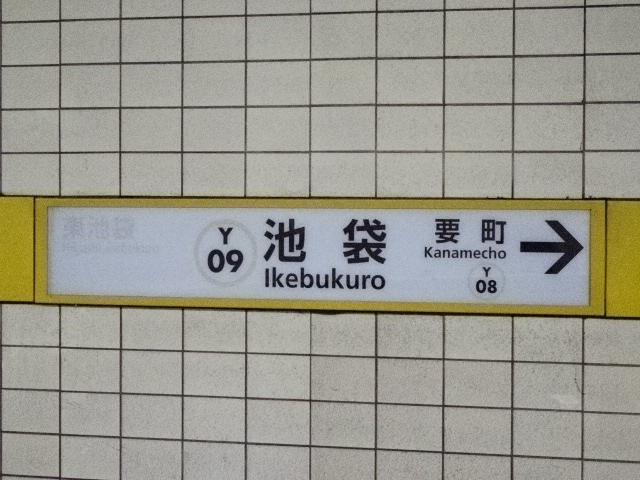 Y
09
池袋
Ikebukuro
要町
Kanamecho
Y
08